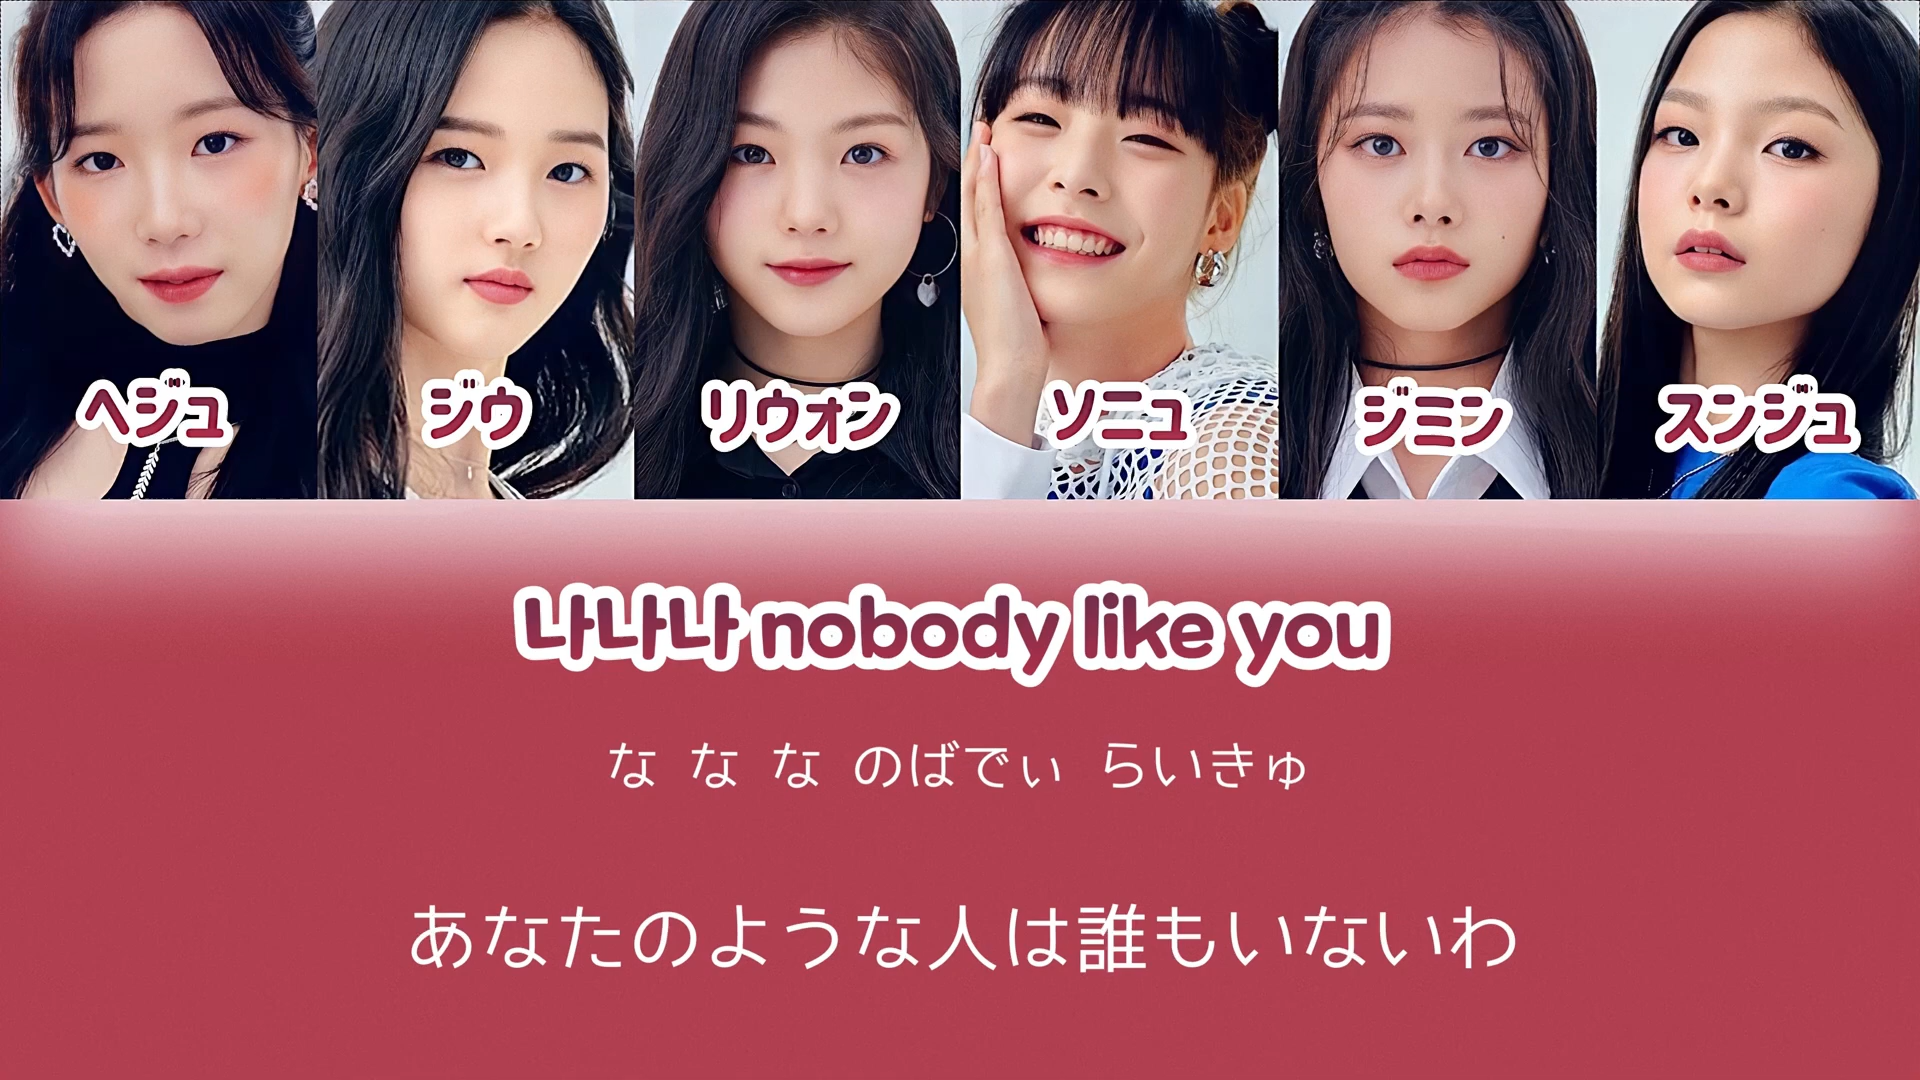 ヘジュ ジウ リウォン ソニュ ジミン スンジュ
나나나 nobody like you
な な な のばでぃ らいきゅ
あなたのような人は誰もいないわ